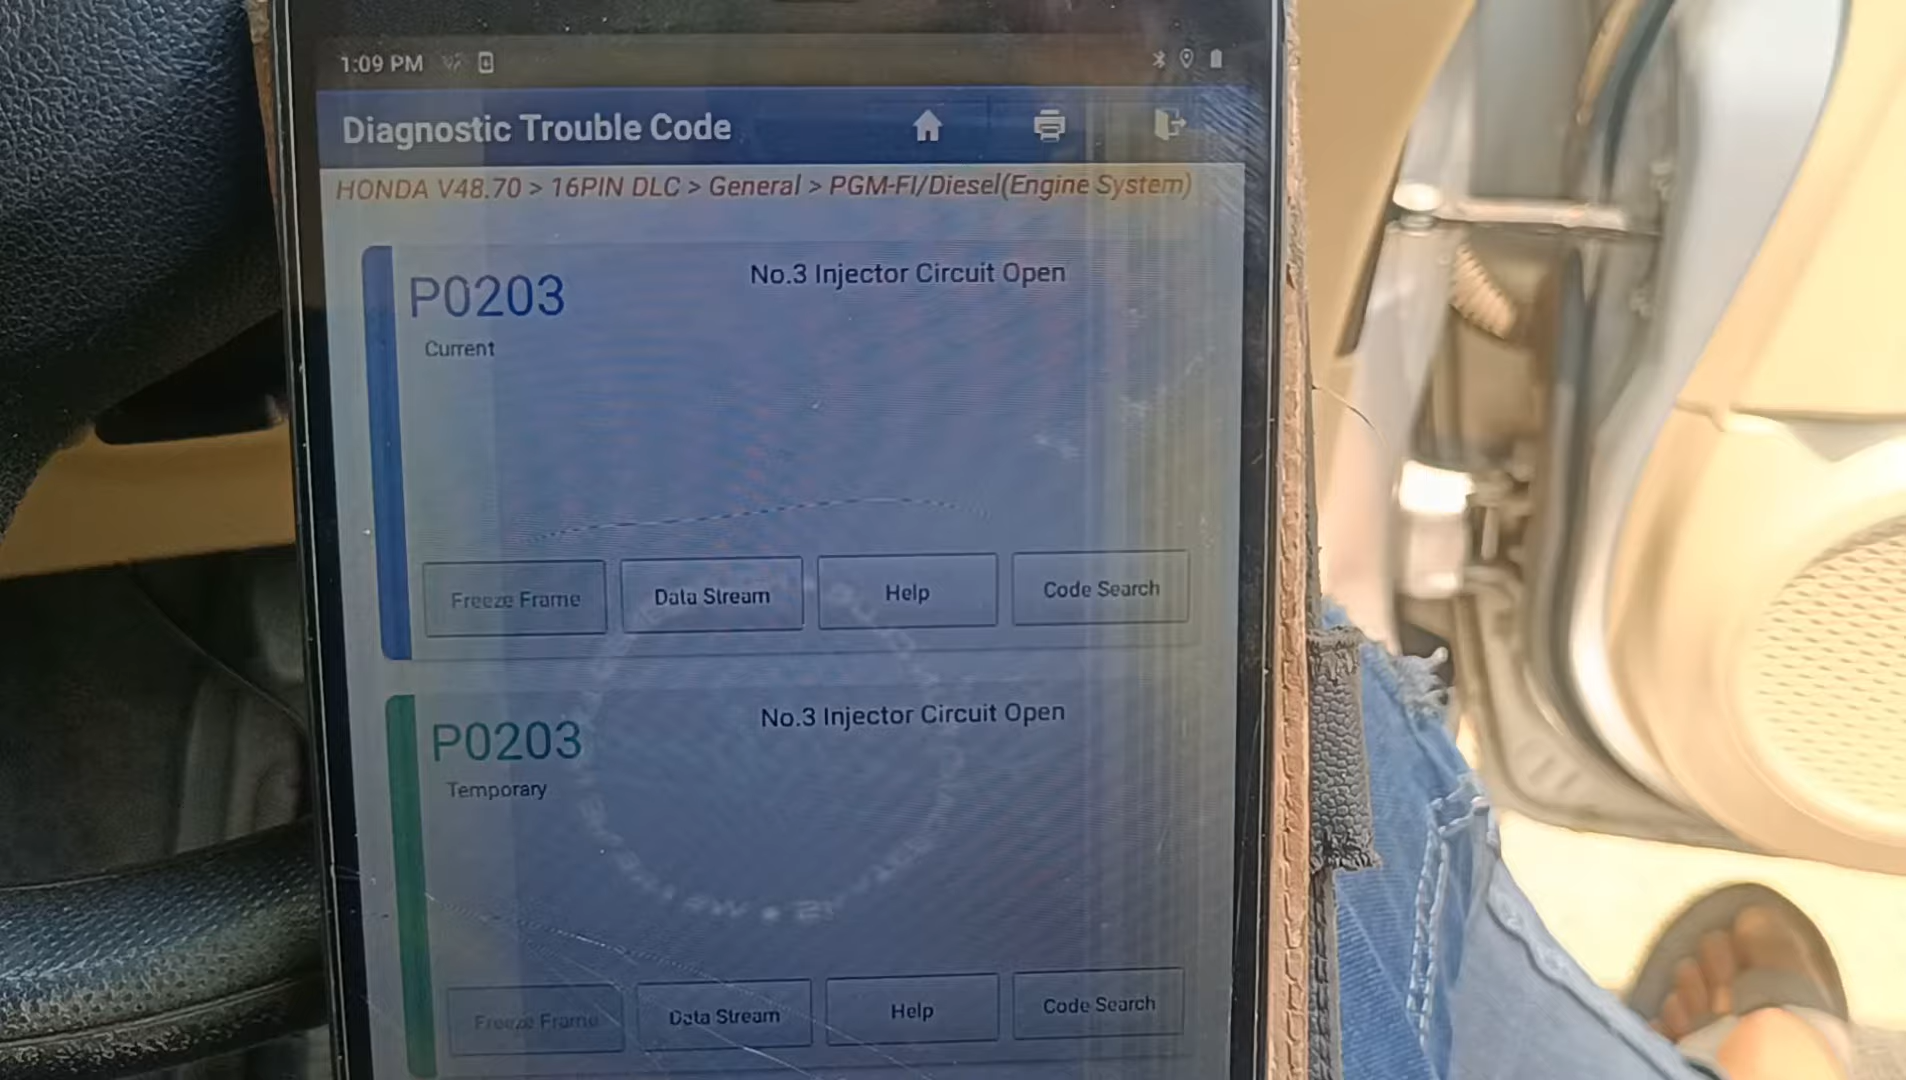 1:09 PM
Diagnostic Trouble Code
HONDA V48.70 > 16PIN DLC > General > PGM-FI/Diesel(Engine System)
P0203
No.3 Injector Circuit Open
Current
Freeze Frame
Data Stream
Help
Code Search
P0203
No.3 Injector Circuit Open
Temporary
Freeze Frame
Data Stream
Help
Code Search